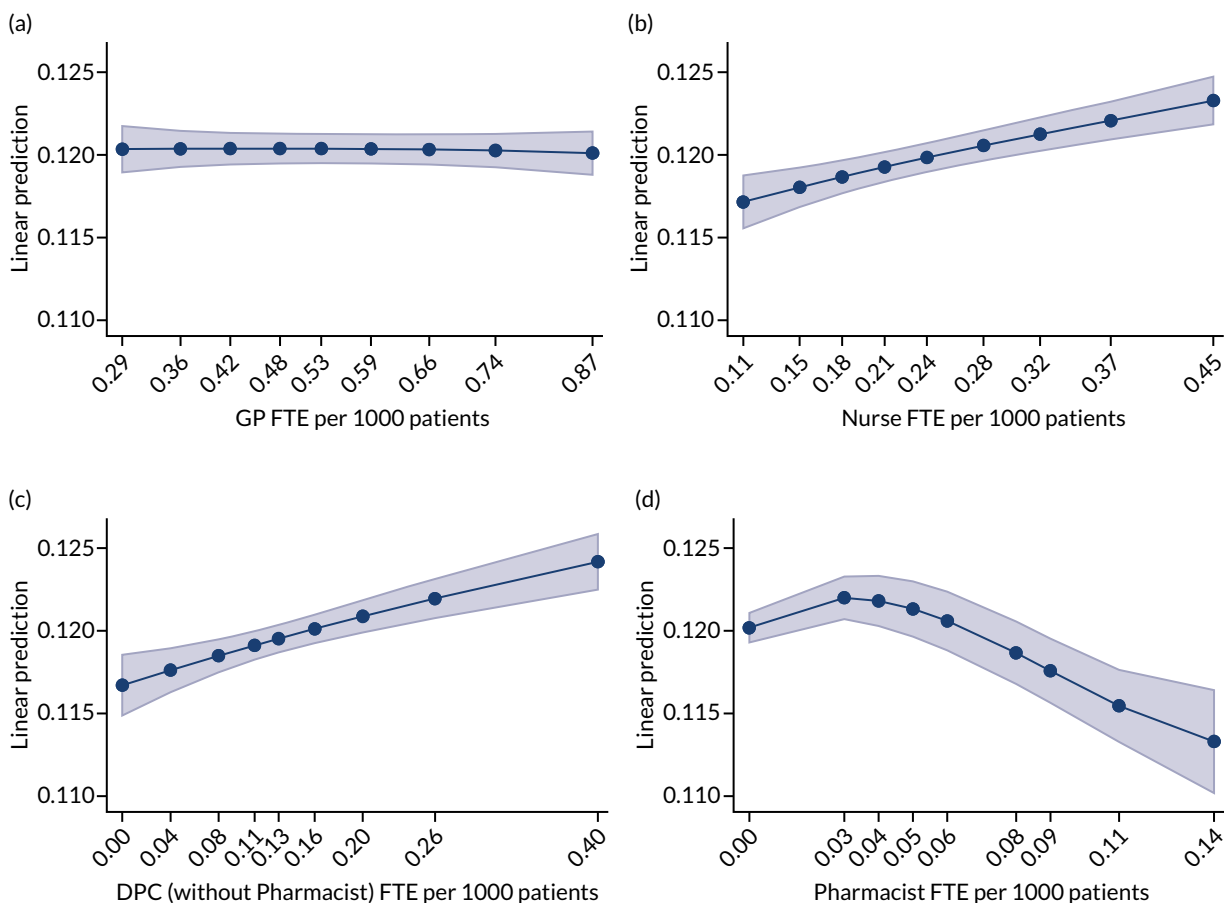 (a)
0.125
0.120
0.115
0.110
Linear prediction
0.29 0.36 0.42 0.48 0.53 0.59 0.66 0.74 0.87
GP FTE per 1000 patients
(b)
0.125
0.120
0.115
0.110
Linear prediction
0.11 0.15 0.18 0.21 0.24 0.28 0.32 0.37 0.45
Nurse FTE per 1000 patients
(c)
0.125
0.120
0.115
0.110
Linear prediction
0.00 0.04 0.08 0.11 0.13 0.16 0.20 0.26 0.40
DPC (without Pharmacist) FTE per 1000 patients
(d)
0.125
0.120
0.115
0.110
Linear prediction
0.00 0.03 0.04 0.05 0.06 0.08 0.09 0.11 0.14
Pharmacist FTE per 1000 patients